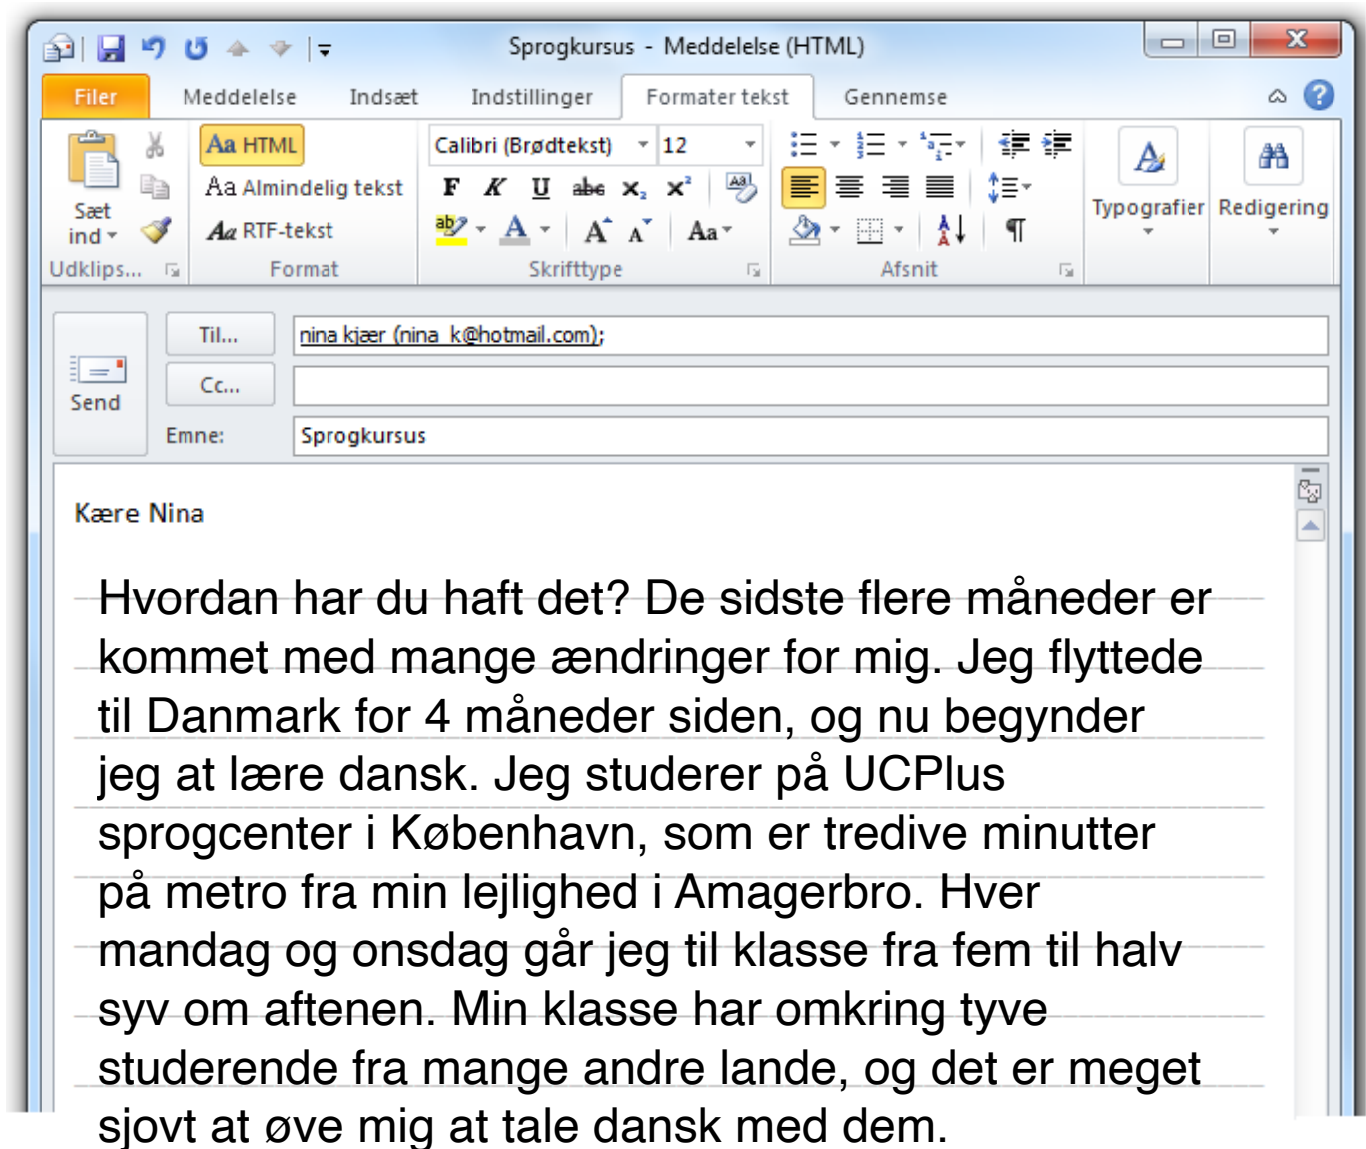 Sprogkursus - Meddelelse (HTML)
Filer Meddelelse Indsæt Indstillinger Formater tekst Gennemse
Sæt ind
Udklips...
Aa HTML
Aa Almindelig tekst
Aa RTF-tekst
Format
Calibri (Brødtekst) 12
F K U abc x₂ x² Aa
ab A A A Aa
Skrifttype
A Z ¶
Afsnit
Typografier
Redigering
Send
Til... nina kjær (nina_k@hotmail.com);
Cc...
Emne: Sprogkursus
Kære Nina
Hvordan har du haft det? De sidste flere måneder er
kommet med mange ændringer for mig. Jeg flyttede
til Danmark for 4 måneder siden, og nu begynder
jeg at lære dansk. Jeg studerer på UCPlus
sprogcenter i København, som er tredive minutter
på metro fra min lejlighed i Amagerbro. Hver
mandag og onsdag går jeg til klasse fra fem til halv
syv om aftenen. Min klasse har omkring tyve
studerende fra mange andre lande, og det er meget
sjovt at øve mig at tale dansk med dem.